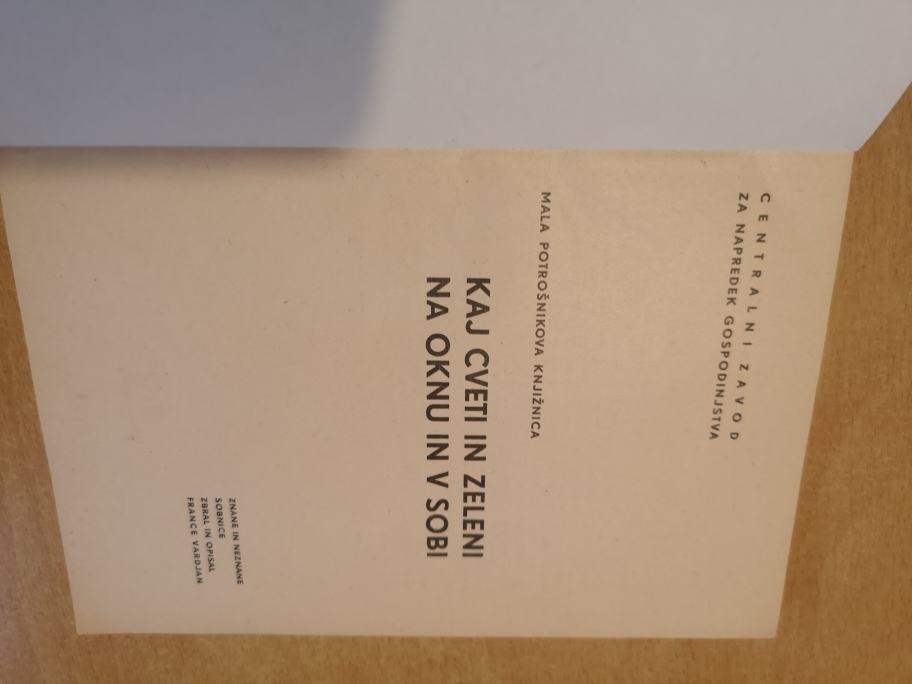 CENTRALNI ZAVOD
ZA NAPREDEK GOSPODINJSTVA
MALA POTROŠNIKOVA KNJIŽNICA
KAJ CVETI IN ZELENI
NA OKNU IN V SOBI
ZNANE IN NEZNANE
SOBNICE
ZBRAL IN OPISAL
FRANCE VARDJAN